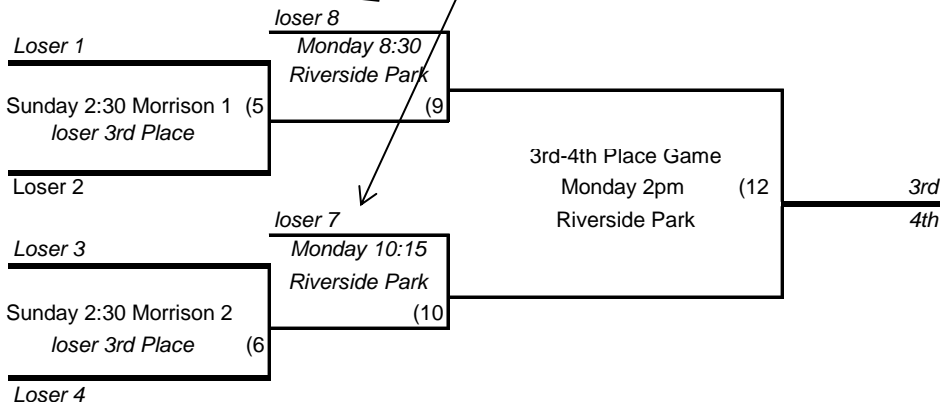 loser 8
Loser 1
Monday 8:30
Riverside Park
Sunday 2:30 Morrison 1 (5
(9
loser 3rd Place
3rd-4th Place Game
Loser 2
Monday 2pm (12
3rd
loser 7
Riverside Park
4th
Loser 3
Monday 10:15
Riverside Park
Sunday 2:30 Morrison 2
(10
loser 3rd Place (6
Loser 4